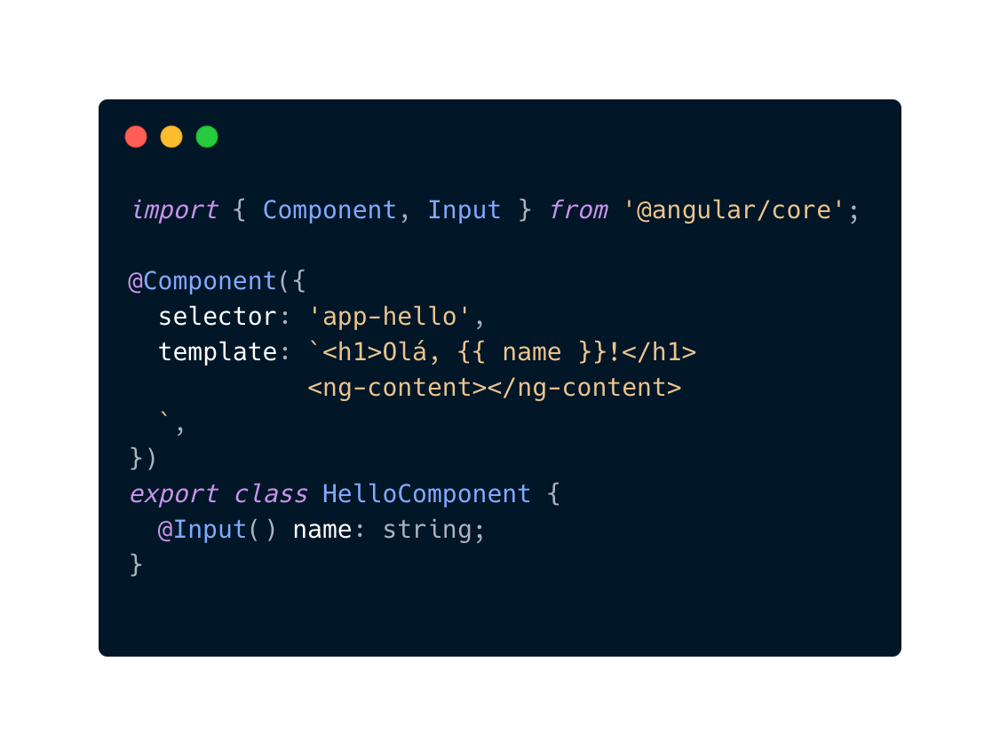 import { Component, Input } from '@angular/core';
@Component({
  selector: 'app-hello',
  template: `<h1>Olá, {{ name }}!</h1>
            <ng-content></ng-content>
  `,
})
export class HelloComponent {
  @Input() name: string;
}